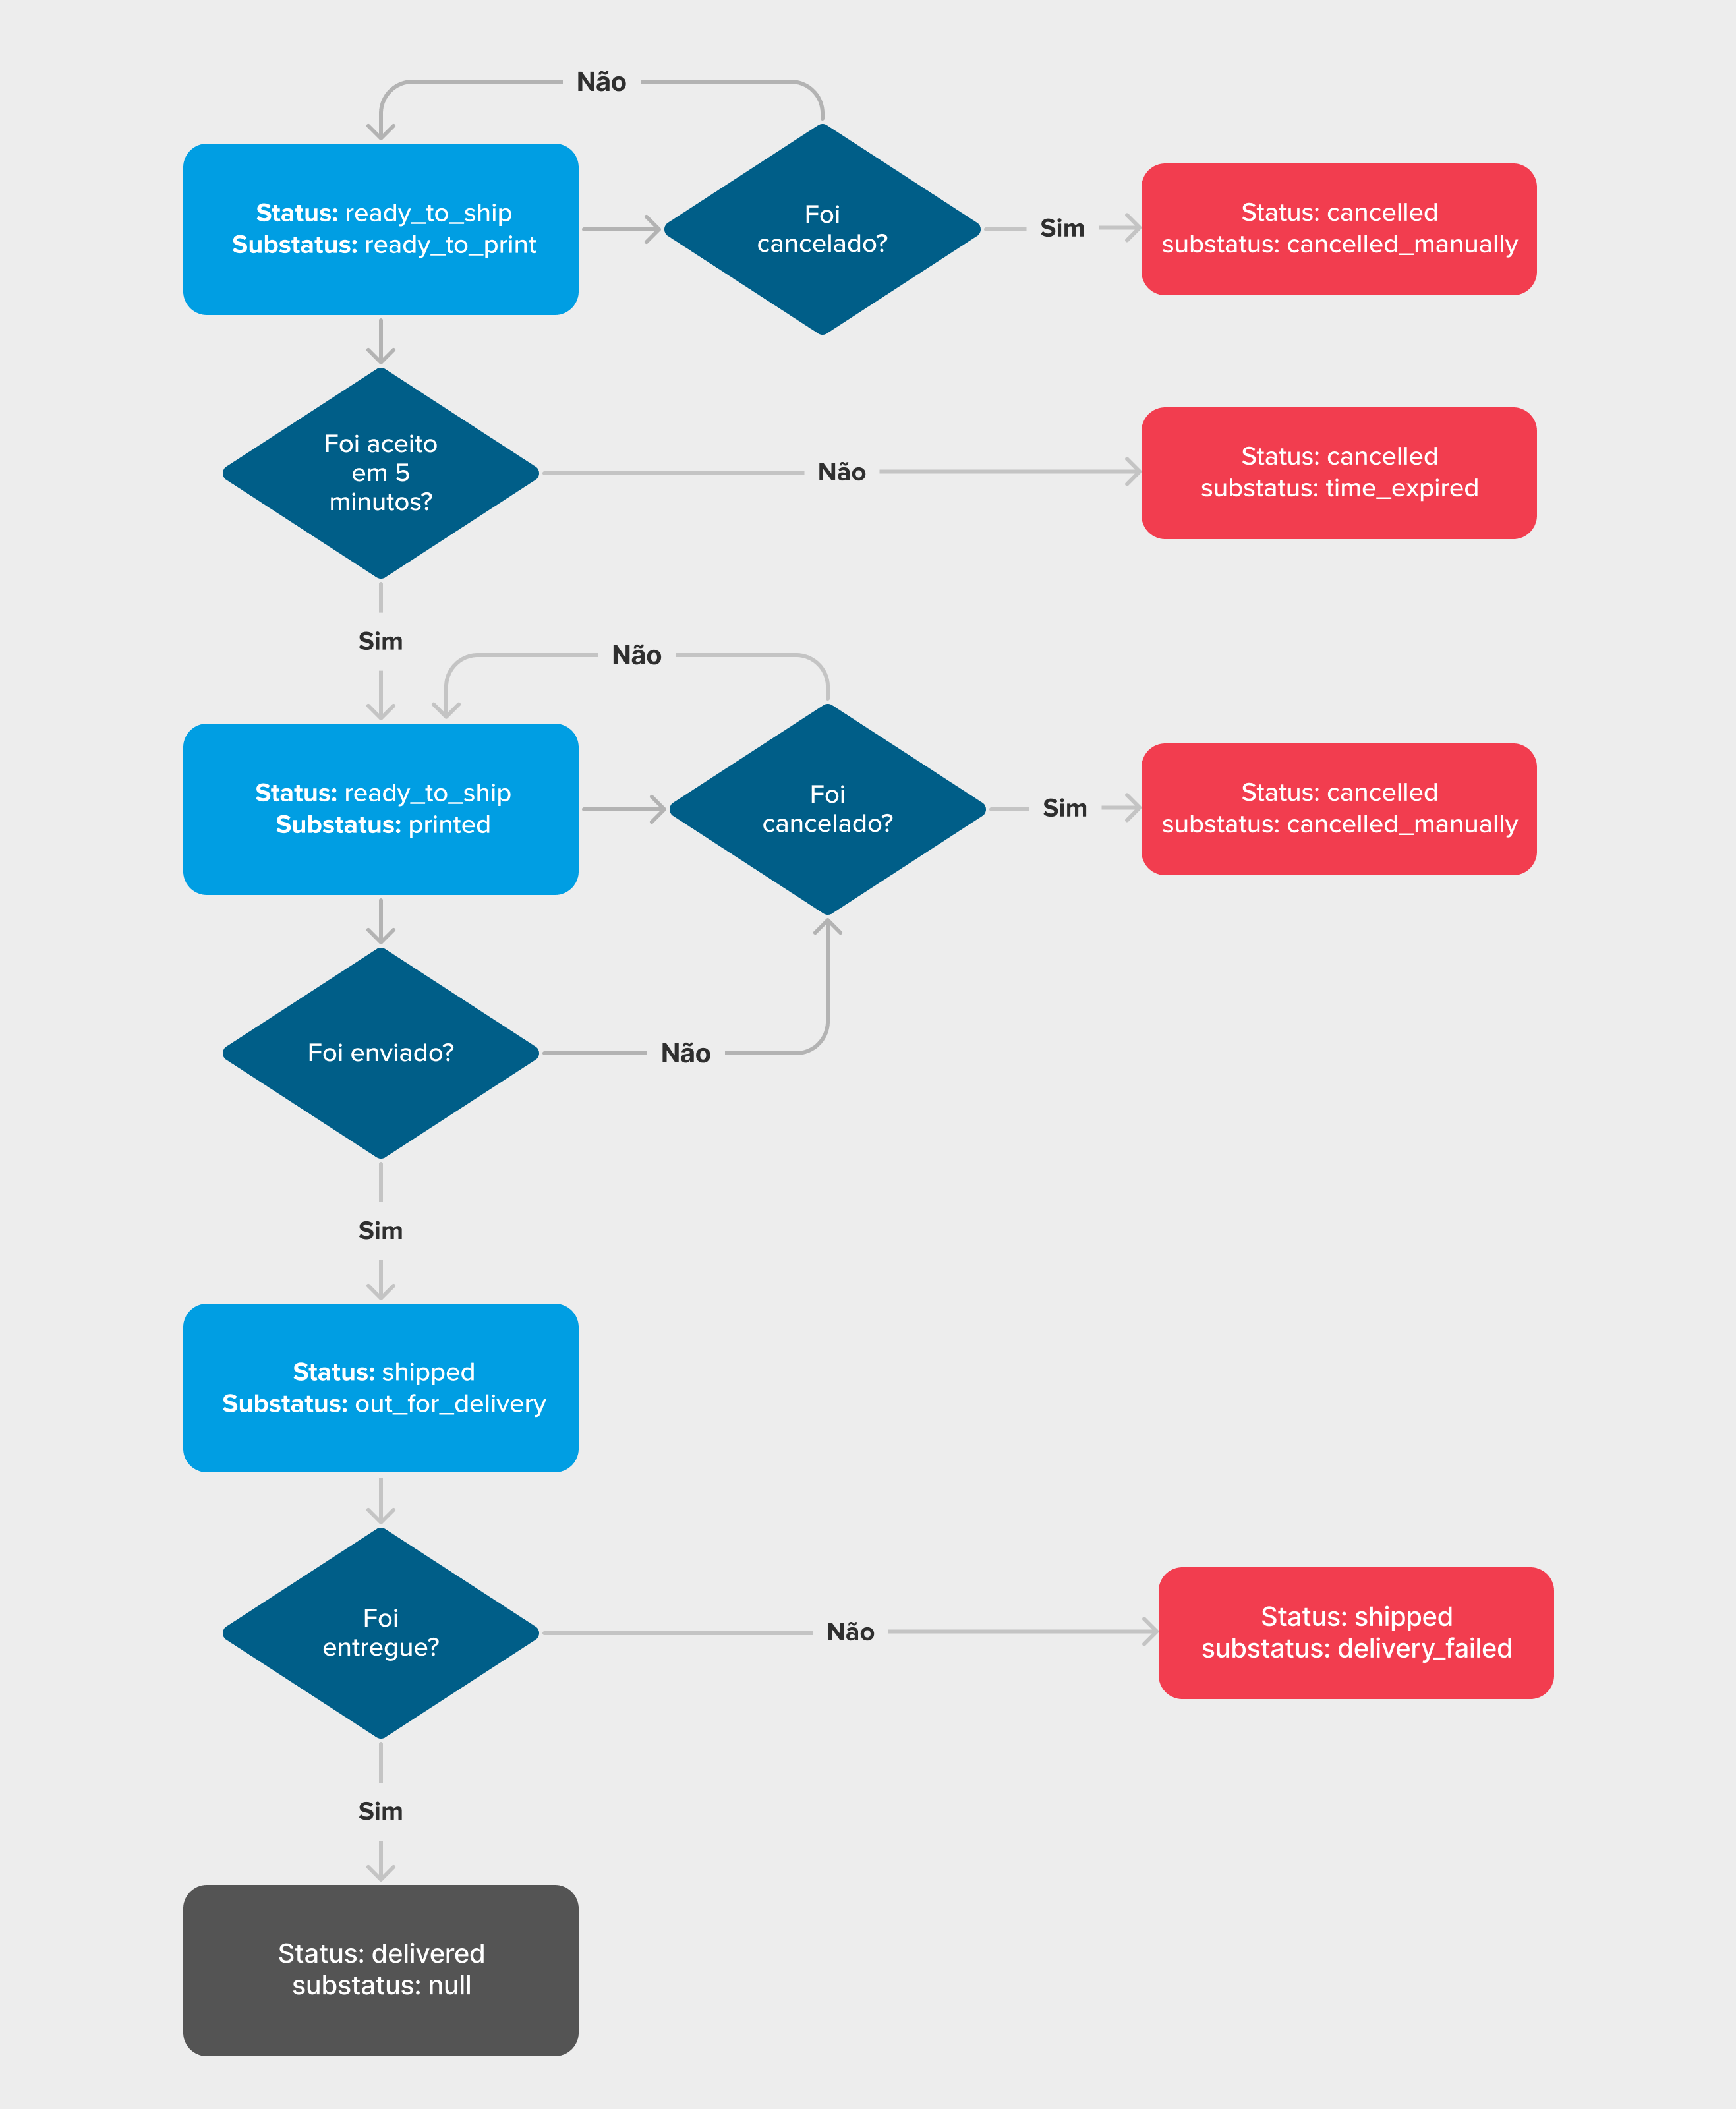 Não
Status: ready_to_ship
Substatus: ready_to_print
Foi
cancelado?
Sim
Status: cancelled
substatus: cancelled_manually
Foi aceito
em 5
minutos?
Não
Status: cancelled
substatus: time_expired
Sim
Não
Status: ready_to_ship
Substatus: printed
Foi
cancelado?
Sim
Status: cancelled
substatus: cancelled_manually
Foi enviado?
Não
Sim
Status: shipped
Substatus: out_for_delivery
Foi
entregue?
Não
Status: shipped
substatus: delivery_failed
Sim
Status: delivered
substatus: null